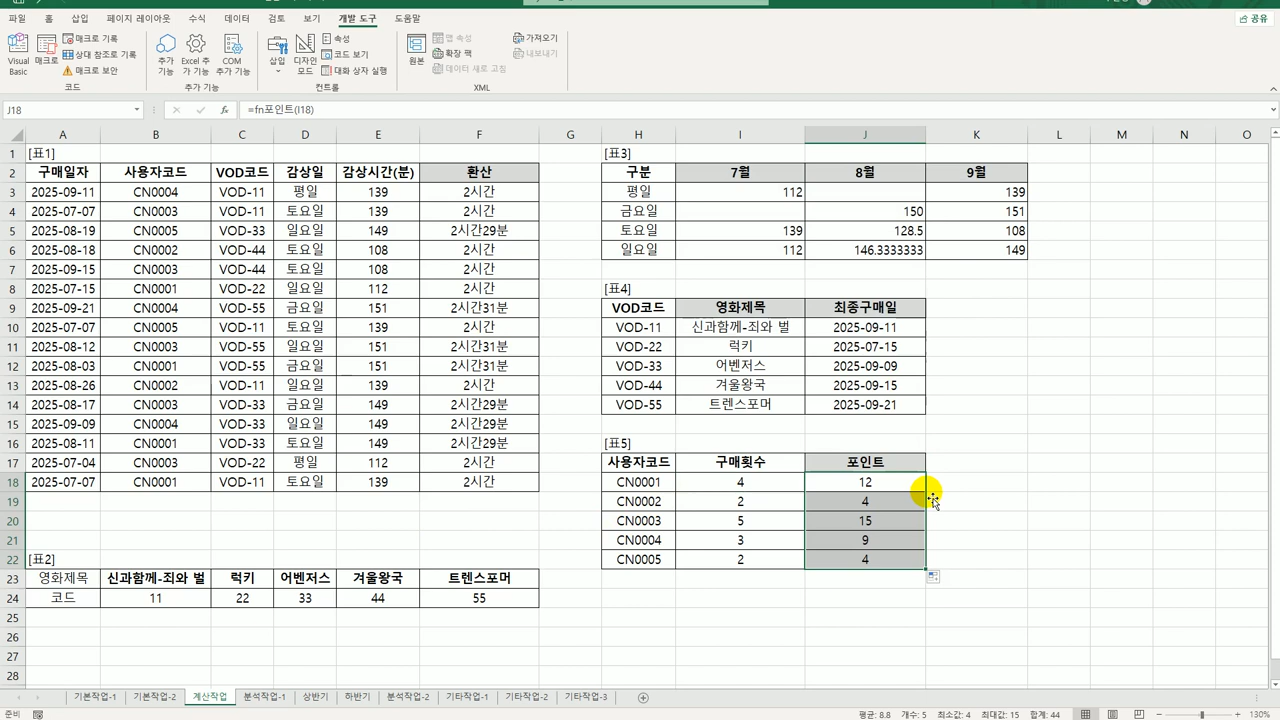 파일 홈 삽입 페이지 레이아웃 수식 데이터 검토 보기 개발 도구 도움말 공유
Visual Basic 매크로 매크로 기록 상대 참조로 기록 매크로 보안
추가 기능 Excel 추가 기능 COM 추가 기능
삽입 디자인 모드 속성 코드 보기 대화 상자 실행
원본 맵 속성 확장 팩 데이터 새로 고침 가져오기 내보내기
코드 추가 기능 컨트롤 XML
J18 fx =fn포인트(I18)
A B C D E F G H I J K L M N O
1 [표1] [표3]
2 구매일자 사용자코드 VOD코드 감상일 감상시간(분) 환산 구분 7월 8월 9월
3 2025-09-11 CN0004 VOD-11 평일 139 2시간 평일 112 139
4 2025-07-07 CN0003 VOD-11 토요일 139 2시간 금요일 150 151
5 2025-08-19 CN0005 VOD-33 일요일 149 2시간29분 토요일 139 128.5 108
6 2025-08-18 CN0002 VOD-44 토요일 108 2시간 일요일 112 146.3333333 149
7 2025-09-15 CN0003 VOD-44 토요일 108 2시간
8 2025-07-15 CN0001 VOD-22 일요일 112 2시간 [표4]
9 2025-09-21 CN0004 VOD-55 금요일 151 2시간31분 VOD코드 영화제목 최종구매일
10 2025-07-07 CN0005 VOD-11 토요일 139 2시간 VOD-11 신과함께-죄와 벌 2025-09-11
11 2025-08-12 CN0003 VOD-55 일요일 151 2시간31분 VOD-22 럭키 2025-07-15
12 2025-08-03 CN0001 VOD-55 일요일 151 2시간31분 VOD-33 어벤저스 2025-09-09
13 2025-08-26 CN0002 VOD-11 일요일 139 2시간 VOD-44 겨울왕국 2025-09-15
14 2025-08-17 CN0003 VOD-33 금요일 149 2시간29분 VOD-55 트렌스포머 2025-09-21
15 2025-09-09 CN0004 VOD-33 일요일 149 2시간29분
16 2025-08-11 CN0001 VOD-33 토요일 149 2시간29분 [표5]
17 2025-07-04 CN0003 VOD-22 평일 112 2시간 사용자코드 구매횟수 포인트
18 2025-07-07 CN0001 VOD-11 토요일 139 2시간 CN0001 4 12
19 CN0002 2 4
20 CN0003 5 15
21 CN0004 3 9
22 [표2] CN0005 2 4
23 영화제목 신과함께-죄와 벌 럭키 어벤저스 겨울왕국 트렌스포머
24 코드 11 22 33 44 55
25
26
27
28
기본작업-1 기본작업-2 계산작업 분석작업-1 상반기 하반기 분석작업-2 기타작업-1 기타작업-2 기타작업-3
준비 평균: 8.8 개수: 5 최소값: 4 최대값: 15 합계: 44 130%